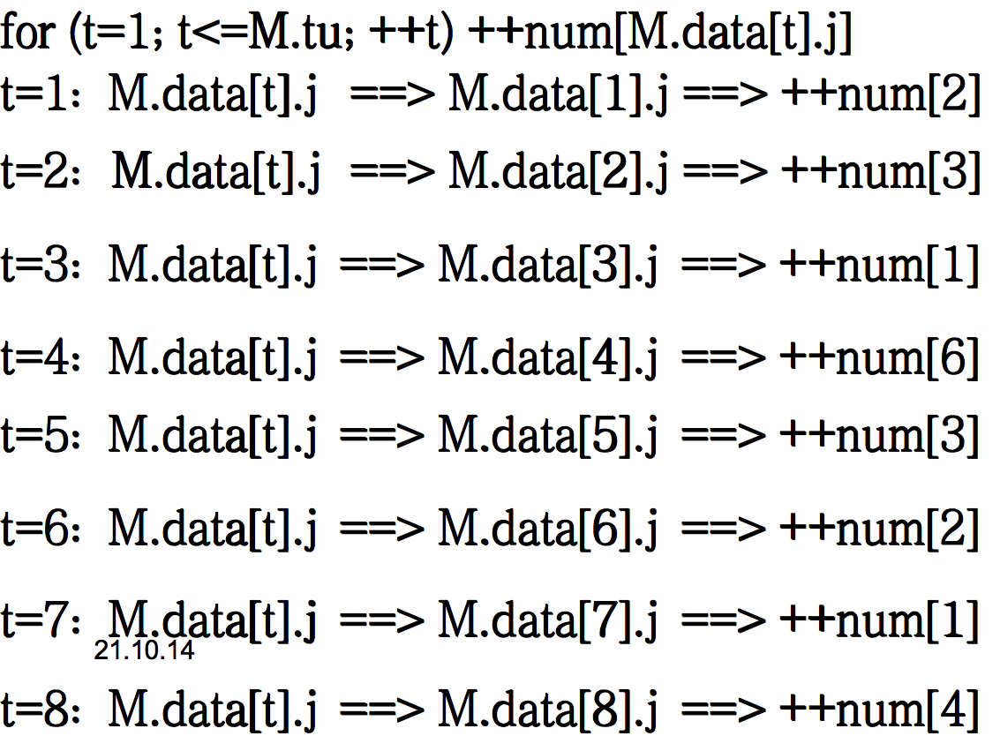 for (t=1; t<=M.tu; ++t) ++num[M.data[t].j]
t=1: M.data[t].j ==> M.data[1].j ==> ++num[2]
t=2: M.data[t].j ==> M.data[2].j ==> ++num[3]
t=3: M.data[t].j ==> M.data[3].j ==> ++num[1]
t=4: M.data[t].j ==> M.data[4].j ==> ++num[6]
t=5: M.data[t].j ==> M.data[5].j ==> ++num[3]
t=6: M.data[t].j ==> M.data[6].j ==> ++num[2]
t=7: M.data[t].j ==> M.data[7].j ==> ++num[1]
21.10.14
t=8: M.data[t].j ==> M.data[8].j ==> ++num[4]